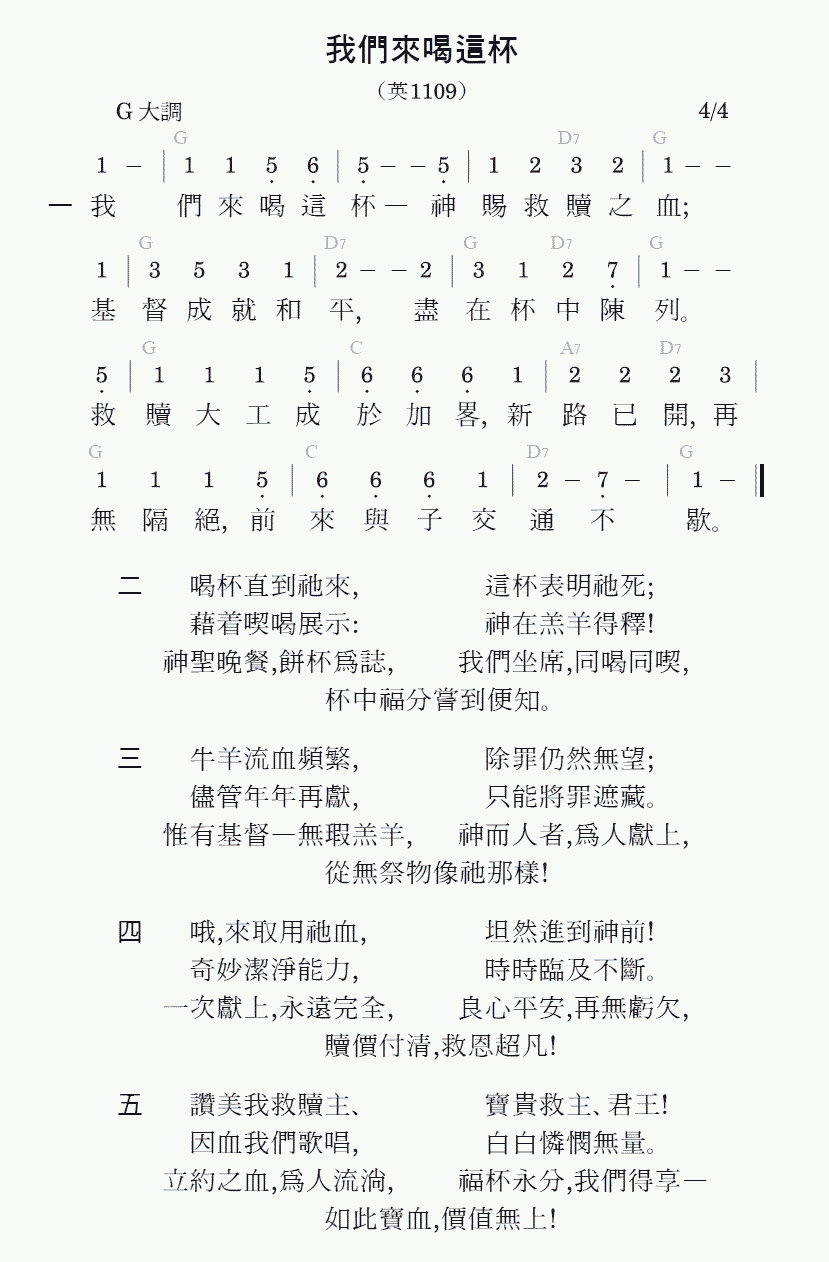 我們來喝這杯
（英1109）
G 大調 4/4
G D7 G
1 – | 1 1 5 6 | 5 – – 5 | 1 2 3 2 | 1 – –
一 我 們 來 喝 這 杯 — 神 賜 救 贖 之 血;
G D7 G D7 G
1 | 3 5 3 1 | 2 – – 2 | 3 1 2 7 | 1 – –
基 督 成 就 和 平, 盡 在 杯 中 陳 列。
G C A7 D7
5 | 1 1 1 5 | 6 6 6 1 | 2 2 2 3 |
救 贖 大 工 成 於 加 畧, 新 路 已 開, 再
G C D7 G
1 1 1 5 | 6 6 6 1 | 2 – 7 – | 1 –
無 隔 絕, 前 來 與 子 交 通 不 歇。
二 喝杯直到祂來, 這杯表明祂死;
藉着喫喝展示: 神在羔羊得釋!
神聖晚餐,餅杯爲誌, 我們坐席,同喝同喫,
杯中福分嘗到便知。
三 牛羊流血頻繁, 除罪仍然無望;
儘管年年再獻, 只能將罪遮藏。
惟有基督—無瑕羔羊, 神而人者,爲人獻上,
從無祭物像祂那樣!
四 哦,來取用祂血, 坦然進到神前!
奇妙潔淨能力, 時時臨及不斷。
一次獻上,永遠完全, 良心平安,再無虧欠,
贖價付清,救恩超凡!
五 讚美我救贖主、 寶貴救主、君王!
因血我們歌唱, 白白憐憫無量。
立約之血,爲人流淌, 福杯永分,我們得享—
如此寶血,價值無上!